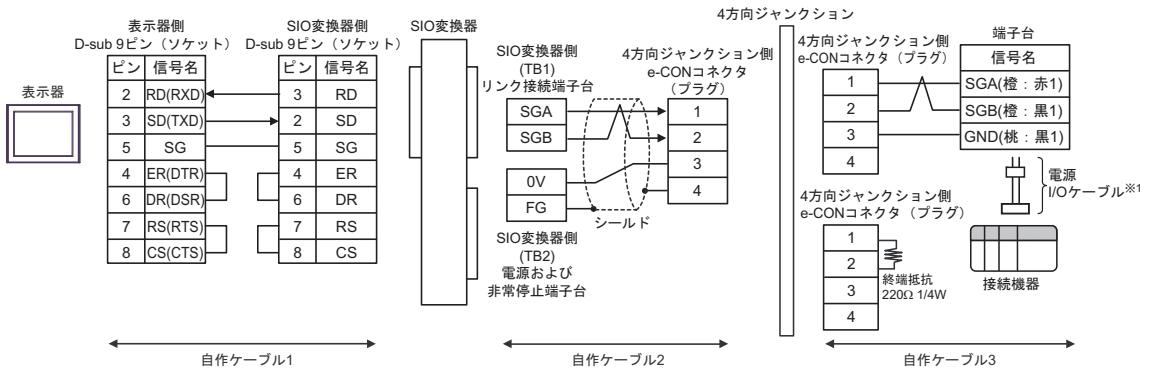 表示器
表示器側
D-sub 9ピン（ソケット）
ピン 信号名
2 RD(RXD)
3 SD(TXD)
5 SG
4 ER(DTR)
6 DR(DSR)
7 RS(RTS)
8 CS(CTS)
SIO変換器側
D-sub 9ピン（ソケット）
ピン 信号名
3 RD
2 SD
5 SG
4 ER
6 DR
7 RS
8 CS
自作ケーブル1
SIO変換器
SIO変換器側
(TB1)
リンク接続端子台
SGA
SGB
0V
FG
SIO変換器側
(TB2)
電源および
非常停止端子台
シールド
4方向ジャンクション側
e-CONコネクタ
（プラグ）
1
2
3
4
自作ケーブル2
4方向ジャンクション
4方向ジャンクション側
e-CONコネクタ（プラグ）
1
2
3
4
端子台
信号名
SGA(橙：赤1)
SGB(橙：黒1)
GND(桃：黒1)
電源
I/Oケーブル※1
接続機器
4方向ジャンクション側
e-CONコネクタ（プラグ）
1
2
3
4
終端抵抗
220Ω 1/4W
自作ケーブル3